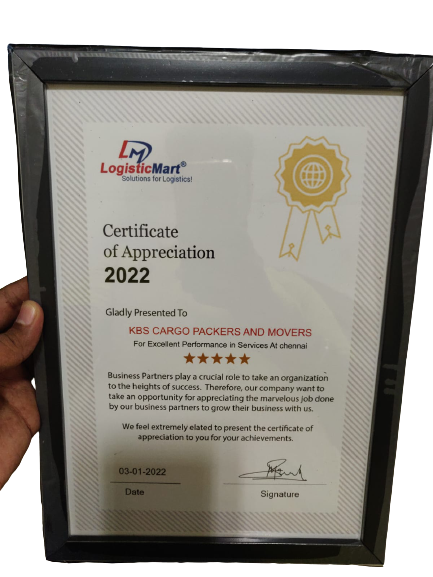 LM
LogisticMart®
Solutions for Logistics!
Certificate
of Appreciation
2022
Gladly Presented To
KBS CARGO PACKERS AND MOVERS
For Excellent Performance in Services At chennai
Business Partners play a crucial role to take an organization
to the heights of success. Therefore, our company want to
take an opportunity for appreciating the marvelous job done
by our business partners to grow their business with us.
We feel extremely elated to present the certificate of
appreciation to you for your achievements.
03-01-2022
Date
Signature